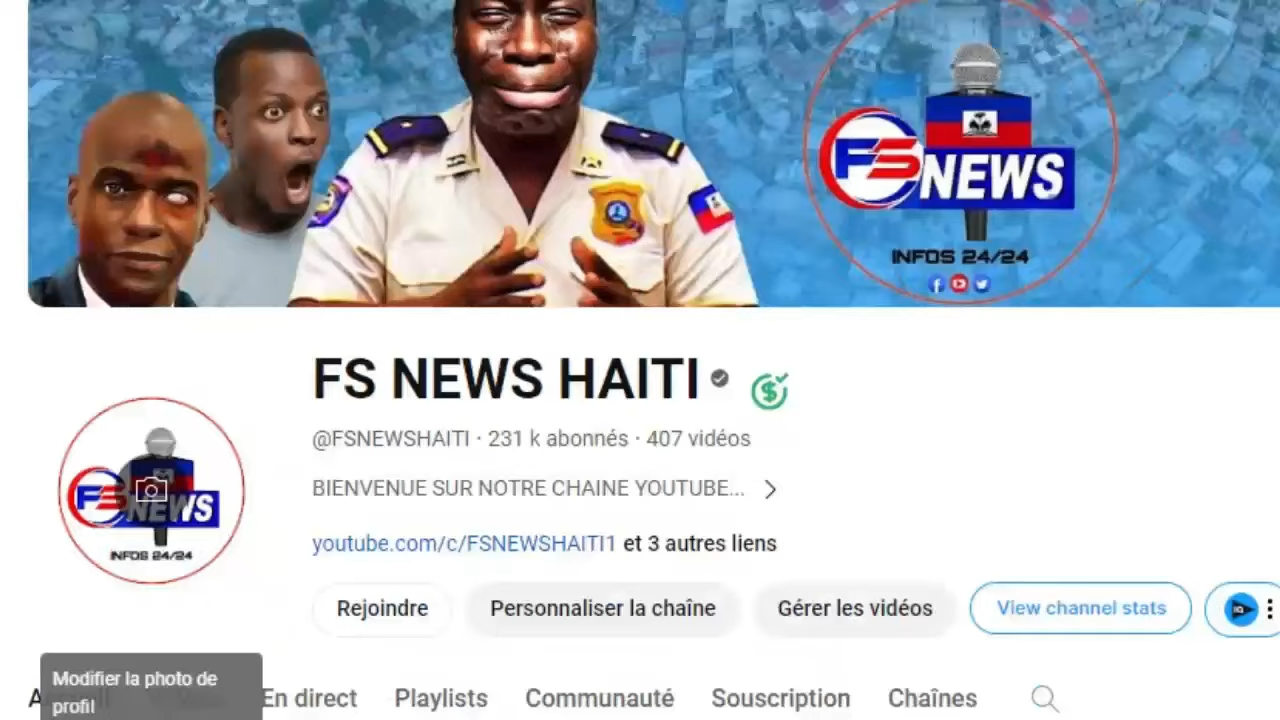 FS NEWS
INFOS 24/24
FS NEWS HAITI
@FSNEWSHAITI · 231 k abonnés · 407 vidéos
BIENVENUE SUR NOTRE CHAINE YOUTUBE...
youtube.com/c/FSNEWSHAITI1 et 3 autres liens
FS NEWS
INFOS 24/24
Rejoindre Personnaliser la chaîne Gérer les vidéos View channel stats
Modifier la photo de
profil
En direct Playlists Communauté Souscription Chaînes